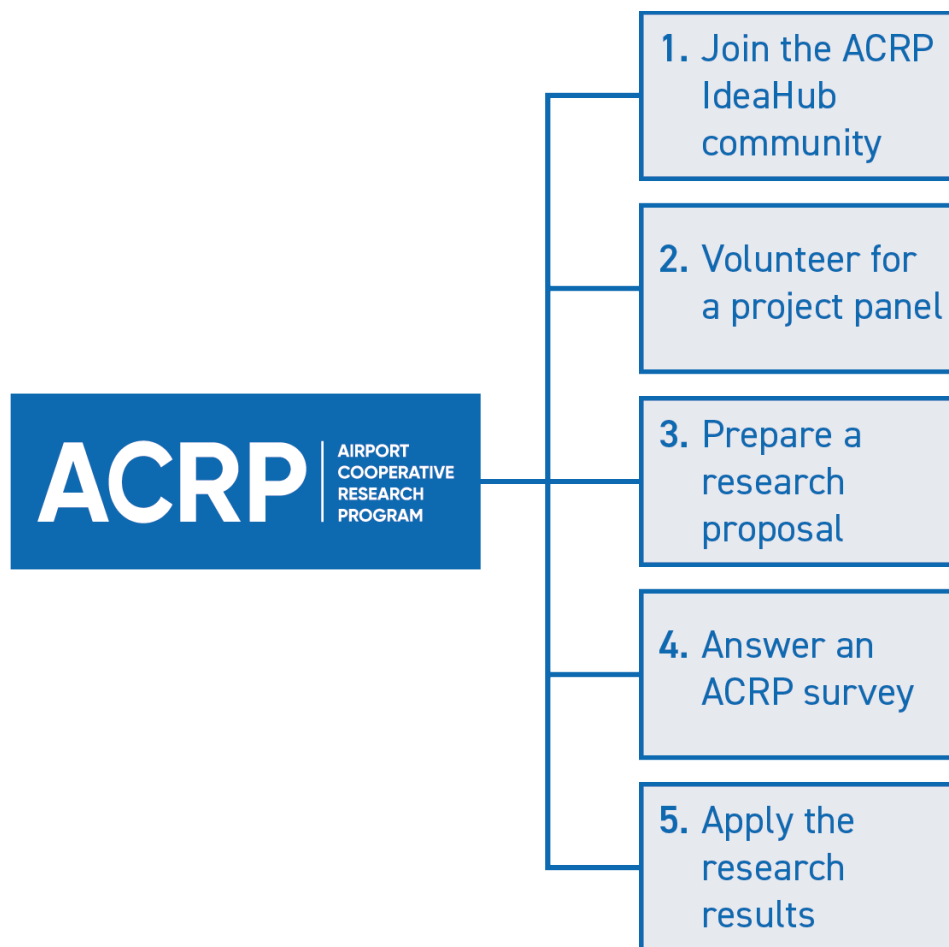 ACRP
AIRPORT
COOPERATIVE
RESEARCH
PROGRAM
1. Join the ACRP
IdeaHub
community
2. Volunteer for
a project panel
3. Prepare a
research
proposal
4. Answer an
ACRP survey
5. Apply the
research
results